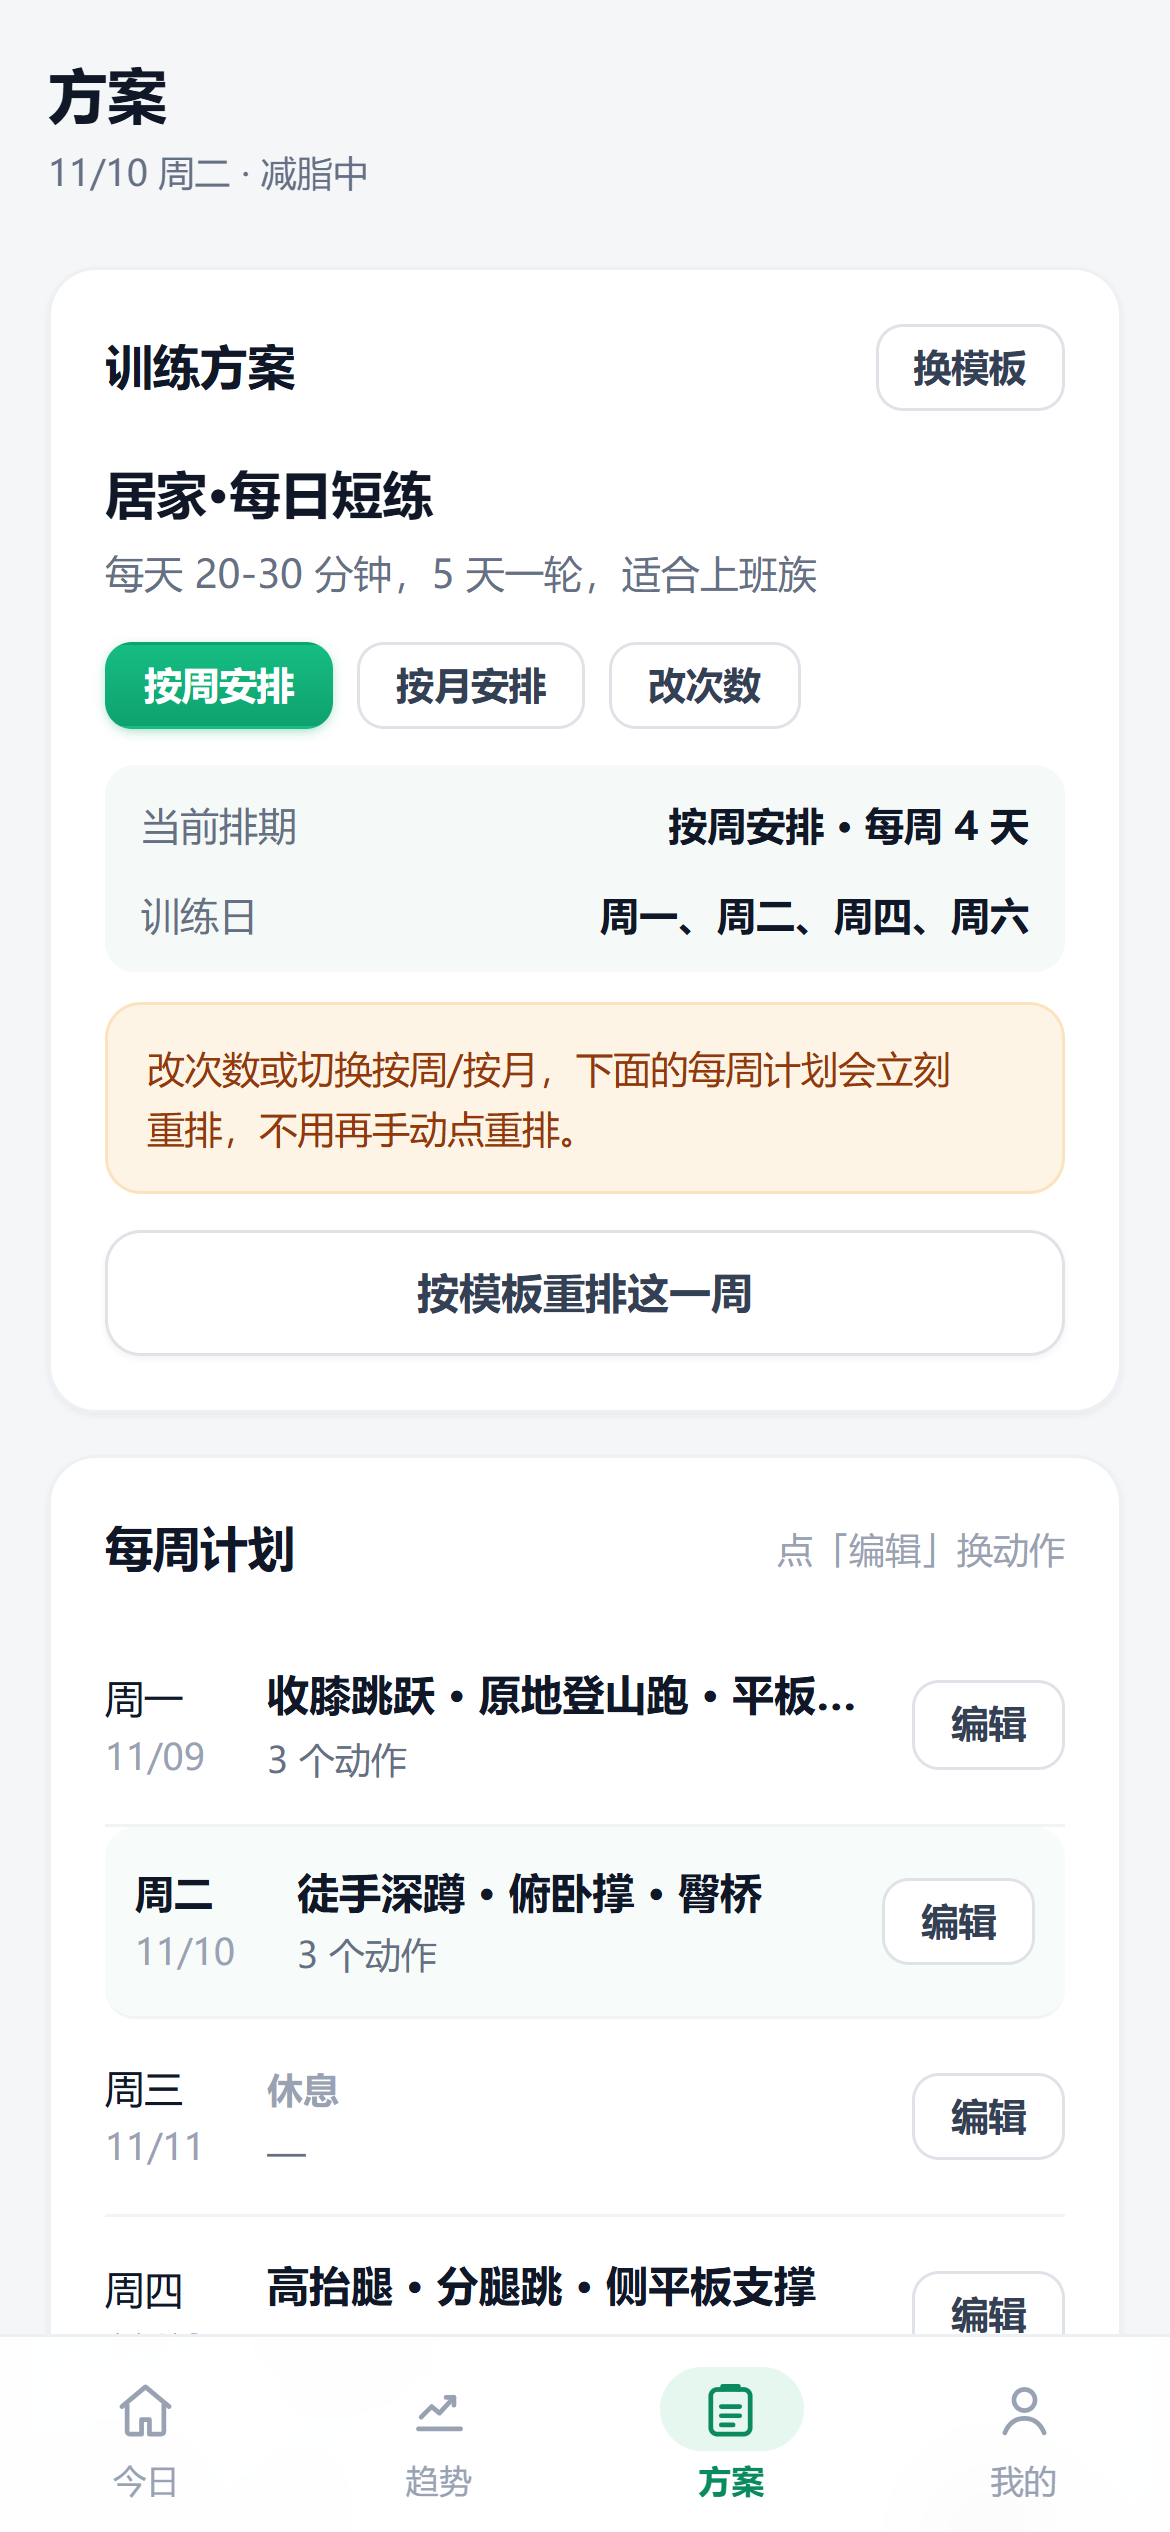 方案
11/10 周二 · 减脂中
训练方案
换模板
居家·每日短练
每天 20-30 分钟，5 天一轮，适合上班族
按周安排
按月安排
改次数
当前排期
按周安排 · 每周 4 天
训练日
周一、周二、周四、周六
改次数或切换按周/按月，下面的每周计划会立刻
重排，不用再手动点重排。
按模板重排这一周
每周计划
点「编辑」换动作
周一
收膝跳跃 · 原地登山跑 · 平板...
编辑
11/09
3 个动作
周二
徒手深蹲 · 俯卧撑 · 臀桥
编辑
11/10
3 个动作
周三
休息
编辑
11/11
—
周四
高抬腿 · 分腿跳 · 侧平板支撑
编辑
今日
趋势
方案
我的